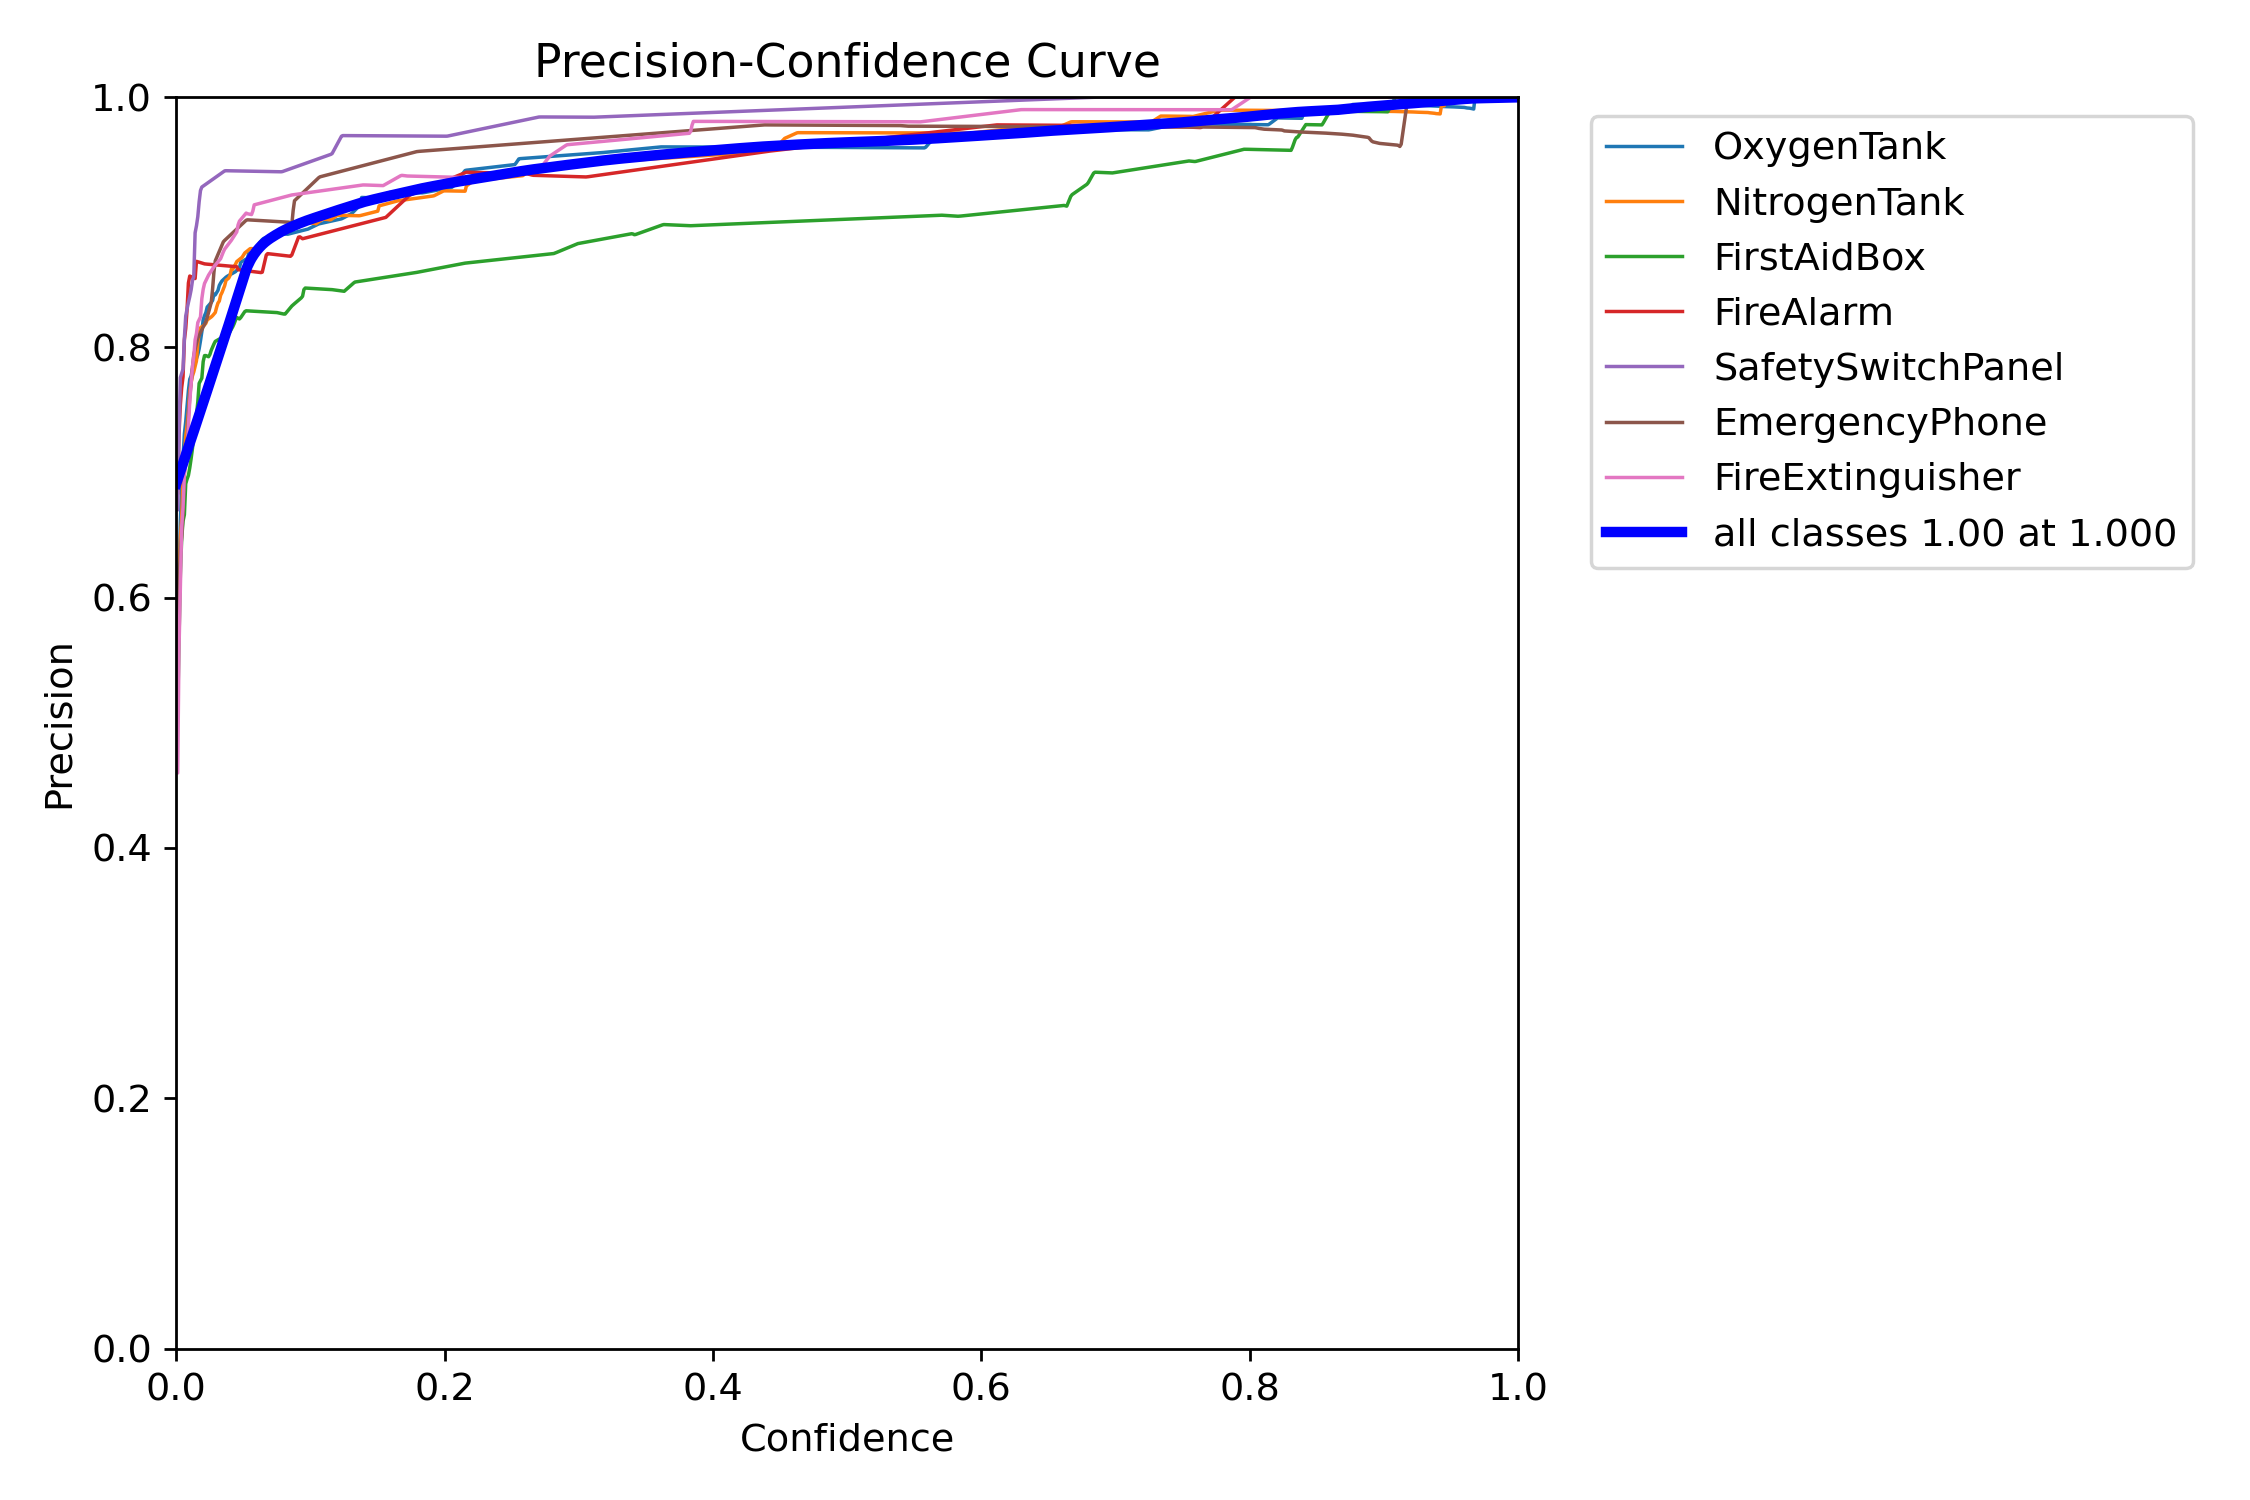 Precision-Confidence Curve
1.0
0.8
0.6
0.4
0.2
0.0
Precision
0.0 0.2 0.4 0.6 0.8 1.0
Confidence
OxygenTank
NitrogenTank
FirstAidBox
FireAlarm
SafetySwitchPanel
EmergencyPhone
FireExtinguisher
all classes 1.00 at 1.000